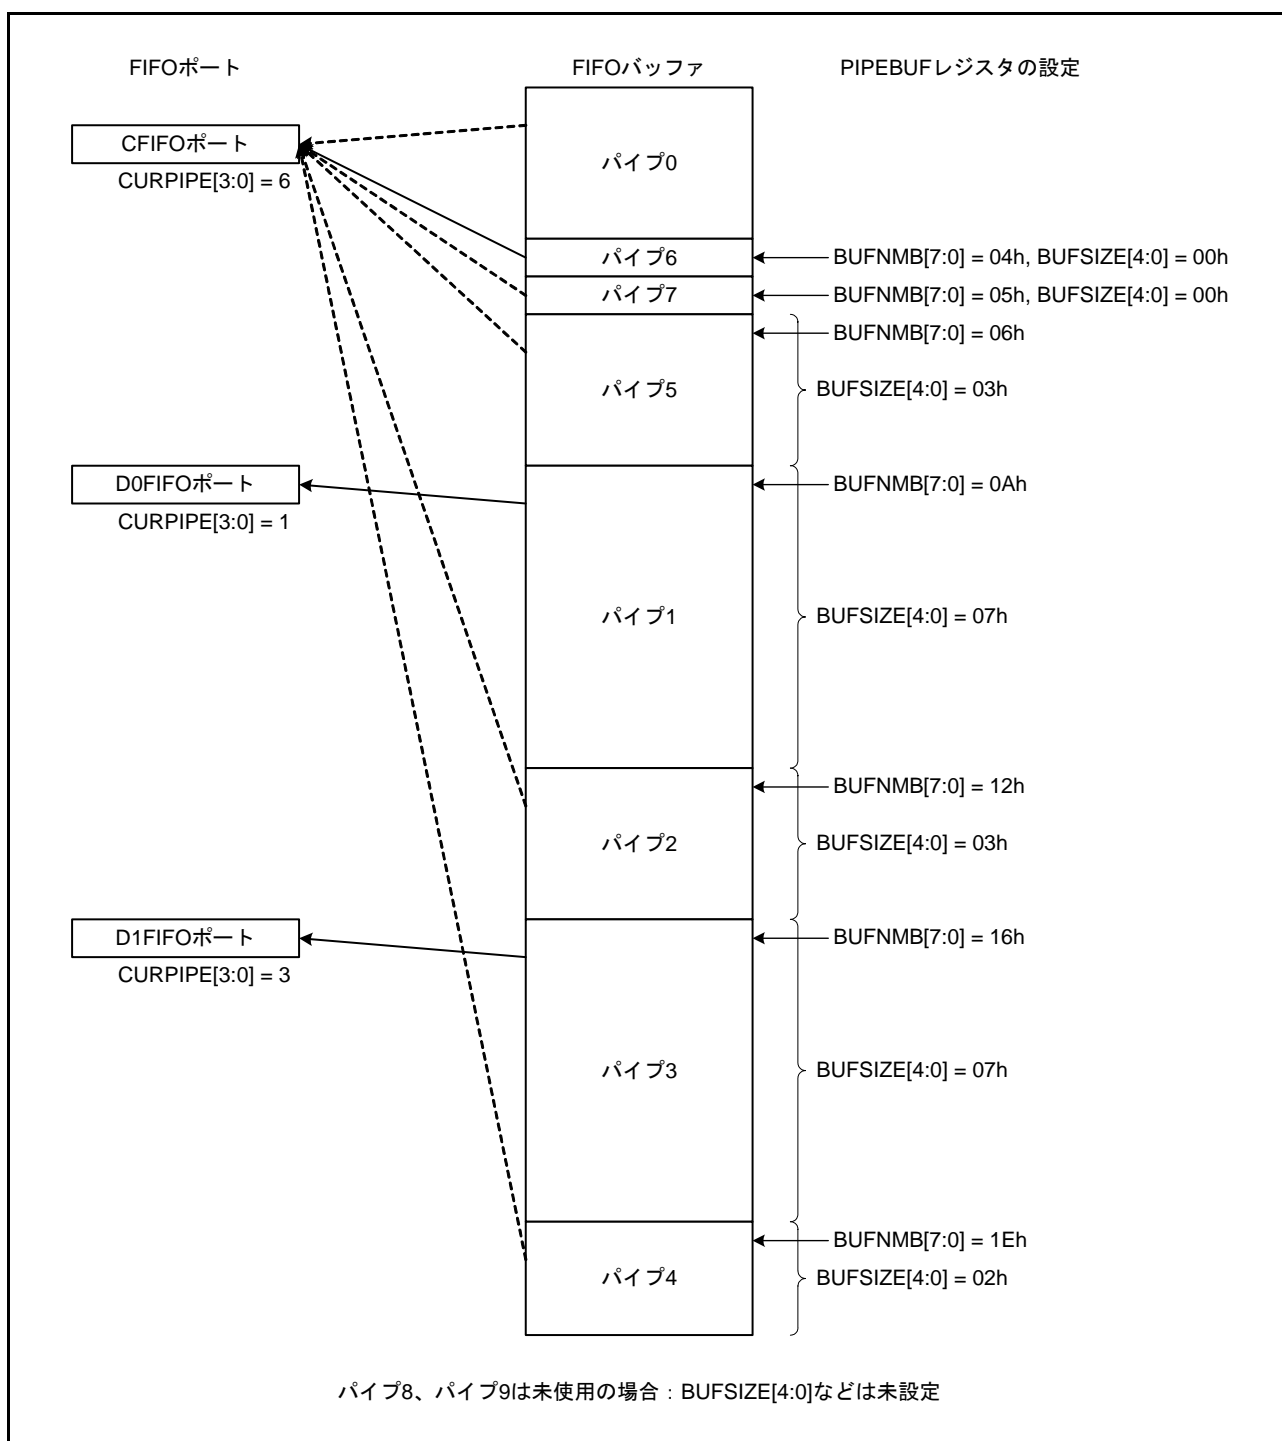 FIFOポート
FIFOバッファ
PIPEBUFレジスタの設定
CFIFOポート
CURPIPE[3:0] = 6
パイプ0
パイプ6
BUFNMB[7:0] = 04h, BUFSIZE[4:0] = 00h
パイプ7
BUFNMB[7:0] = 05h, BUFSIZE[4:0] = 00h
BUFNMB[7:0] = 06h
パイプ5
BUFSIZE[4:0] = 03h
D0FIFOポート
CURPIPE[3:0] = 1
BUFNMB[7:0] = 0Ah
パイプ1
BUFSIZE[4:0] = 07h
BUFNMB[7:0] = 12h
パイプ2
BUFSIZE[4:0] = 03h
D1FIFOポート
CURPIPE[3:0] = 3
BUFNMB[7:0] = 16h
パイプ3
BUFSIZE[4:0] = 07h
BUFNMB[7:0] = 1Eh
パイプ4
BUFSIZE[4:0] = 02h
パイプ8、パイプ9は未使用の場合：BUFSIZE[4:0]などは未設定